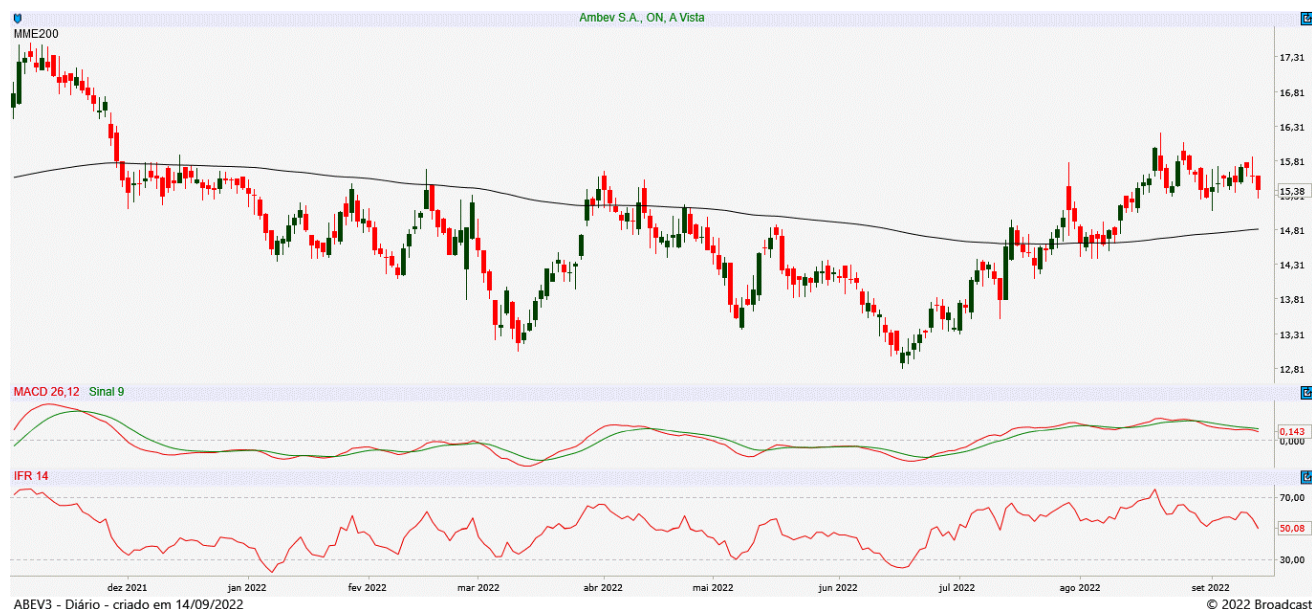 Ambev S.A., ON, A Vista
MME200
17,31
16,81
16,31
15,81
15,38
15,31
14,81
14,31
13,81
13,31
12,81
MACD 26,12 Sinal 9
0,143
0,000
IFR 14
70,00
50,08
30,00
dez 2021 jan 2022 fev 2022 mar 2022 abr 2022 mai 2022 jun 2022 jul 2022 ago 2022 set 2022
ABEV3 - Diário - criado em 14/09/2022 © 2022 Broadcast